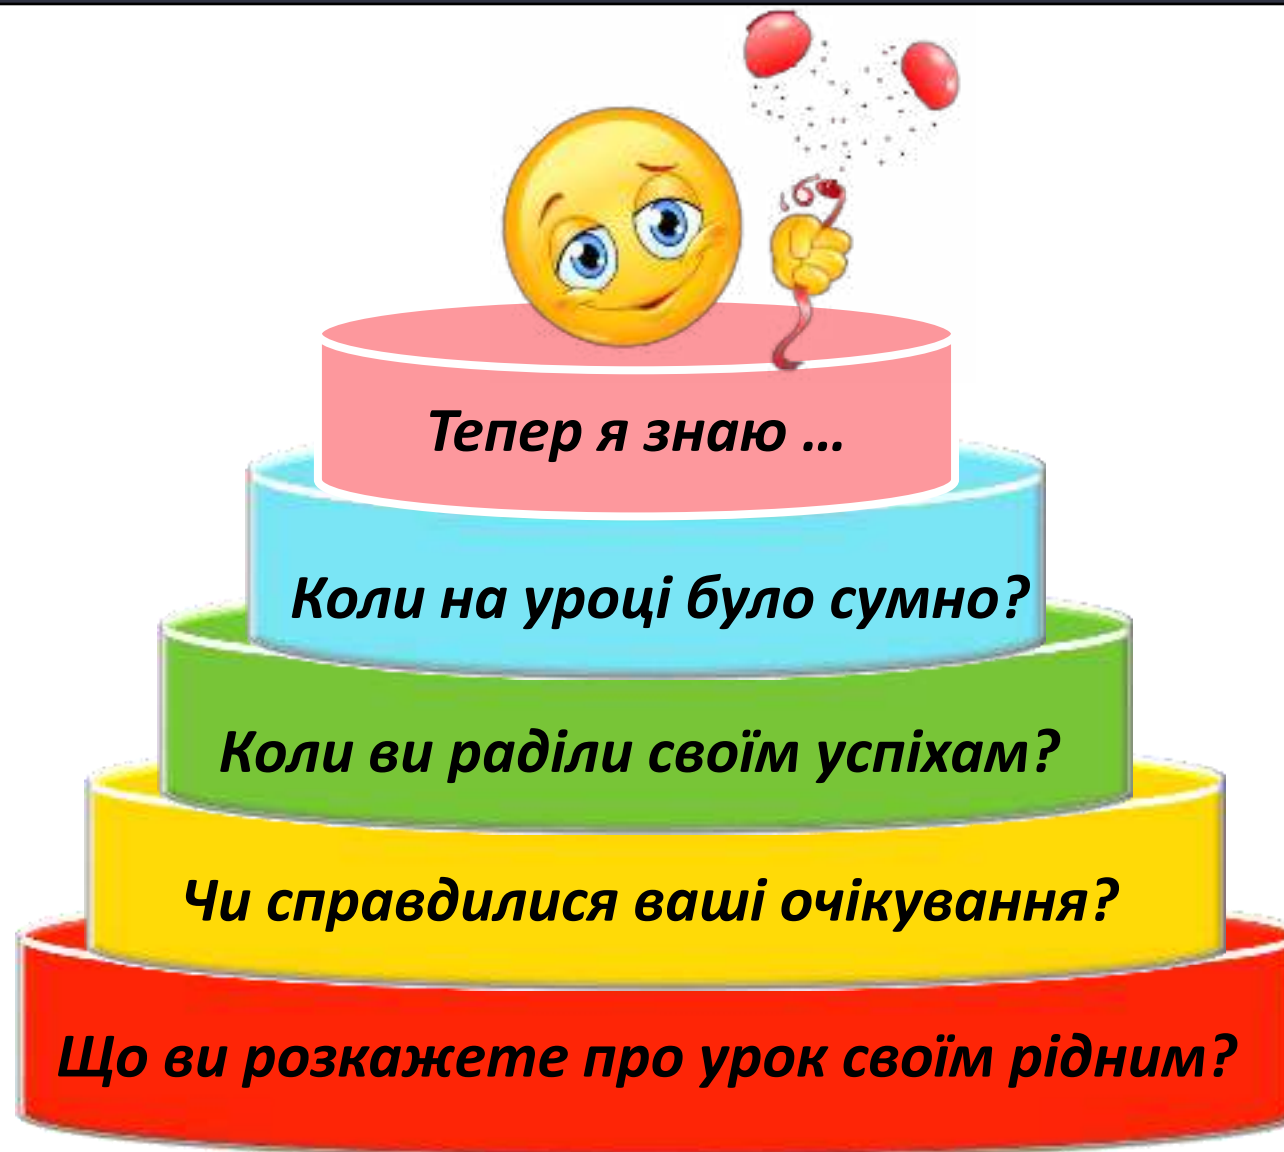 Тепер я знаю ...
Коли на уроці було сумно?
Коли ви раділи своїм успіхам?
Чи справдилися ваші очікування?
Що ви розкажете про урок своїм рідним?